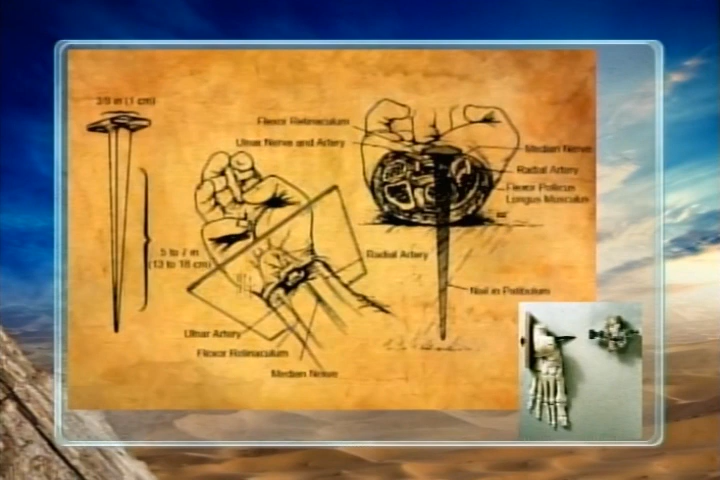 3/8 in (1 cm)
Flexor Retinaculum
Ulnar Nerve and Artery
Median Nerve
Radial Artery
Flexor Pollicus
Longus Musculus
5 to 7 in
(13 to 18 cm)
Radial Artery
Nail in Patibulum
Ulnar Artery
Flexor Retinaculum
Median Nerve